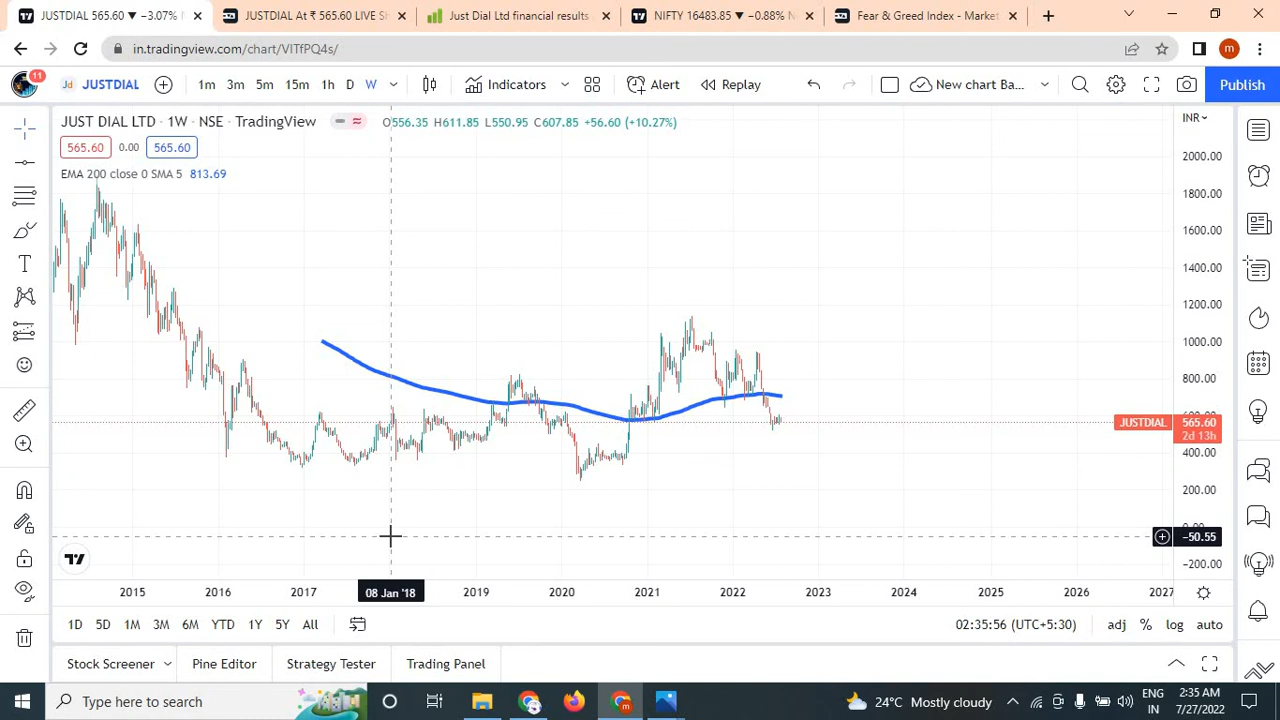 JUSTDIAL 565.60 ▼ −3.07%
JUSTDIAL At ₹ 565.60 LIVE SH
Just Dial Ltd financial results
NIFTY 16483.85 ▼ −0.88% N
Fear & Greed Index - Market
in.tradingview.com/chart/VITfPQ4s/
m
11
Jd JUSTDIAL
1m 3m 5m 15m 1h D W
Indicators
Alert
Replay
New chart Ba...
Publish
JUST DIAL LTD · 1W · NSE · TradingView
O556.35 H611.85 L550.95 C607.85 +56.60 (+10.27%)
INR
565.60 0.00 565.60
EMA 200 close 0 SMA 5 813.69
2000.00
1800.00
1600.00
1400.00
1200.00
1000.00
800.00
600.00
JUSTDIAL 565.60
2d 13h
400.00
200.00
0.00
−50.55
−200.00
2015 2016 2017 08 Jan '18 2019 2020 2021 2022 2023 2024 2025 2026 2027
1D 5D 1M 3M 6M YTD 1Y 5Y All
02:35:56 (UTC+5:30)
adj % log auto
Stock Screener Pine Editor Strategy Tester Trading Panel
Type here to search
24°C Mostly cloudy
ENG
IN
2:35 AM
7/27/2022